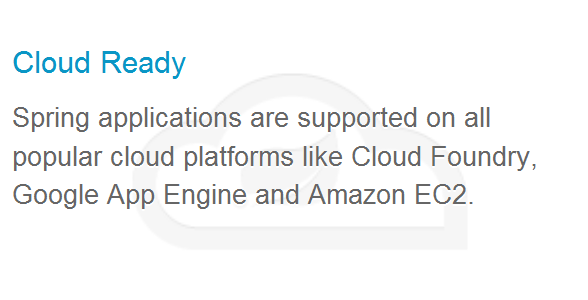 Cloud Ready
Spring applications are supported on all
popular cloud platforms like Cloud Foundry,
Google App Engine and Amazon EC2.